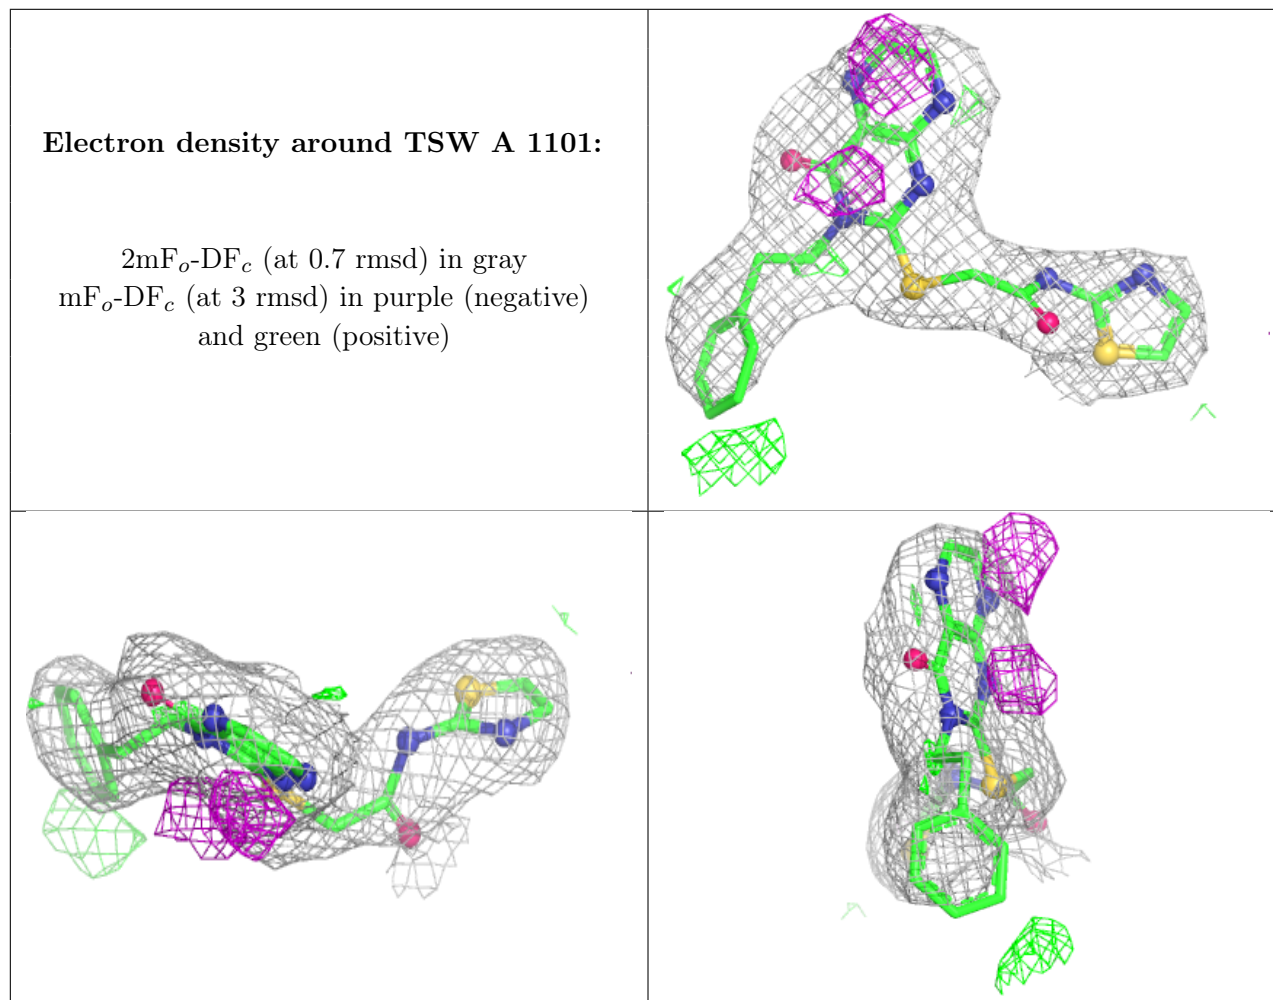 Electron density around TSW A 1101:
2mFₒ-DF𝒸 (at 0.7 rmsd) in gray
mFₒ-DF𝒸 (at 3 rmsd) in purple (negative)
and green (positive)